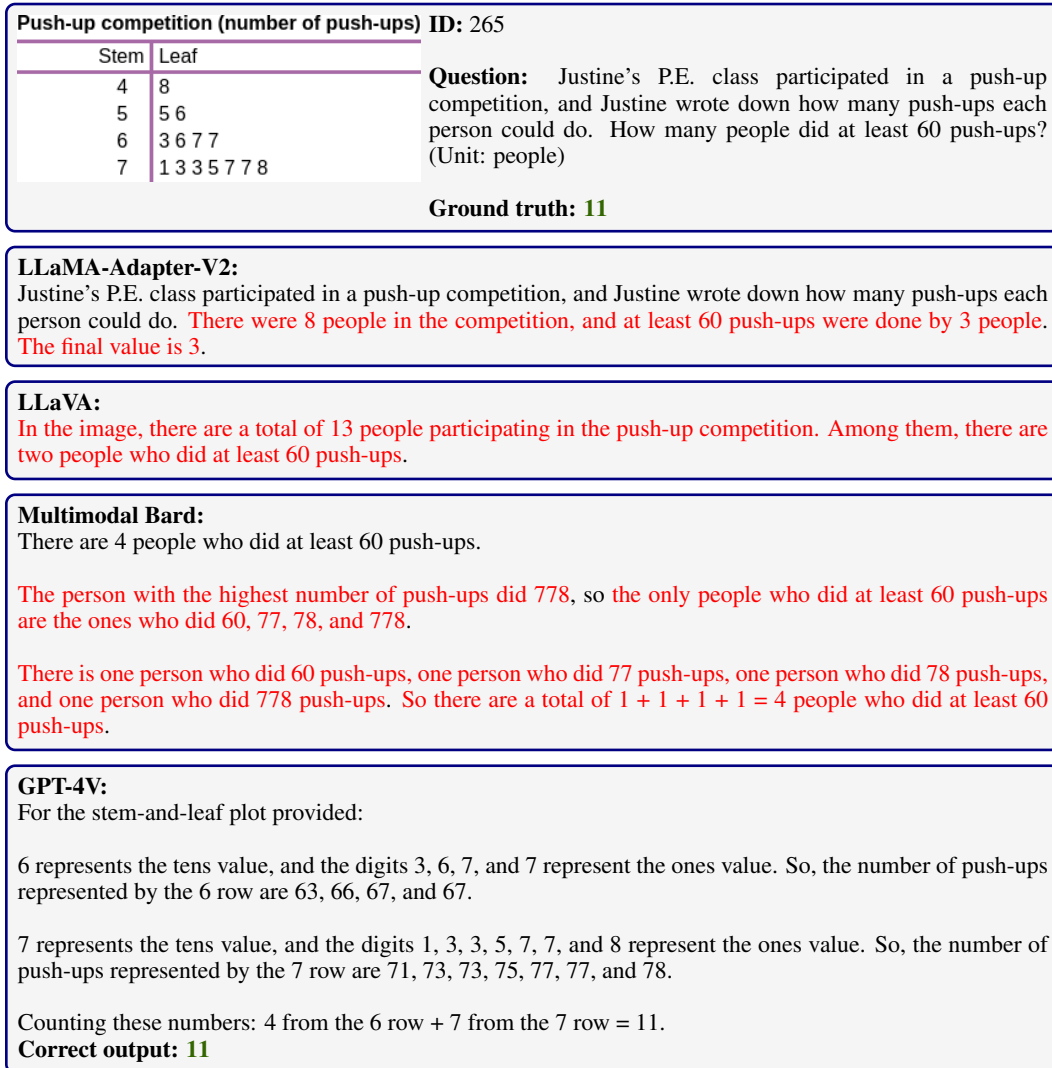 Push-up competition (number of push-ups)
Stem Leaf
4 8
5 5 6
6 3 6 7 7
7 1 3 3 5 7 7 8
ID: 265
Question: Justine's P.E. class participated in a push-up
competition, and Justine wrote down how many push-ups each
person could do. How many people did at least 60 push-ups?
(Unit: people)
Ground truth: 11
LLaMA-Adapter-V2:
Justine's P.E. class participated in a push-up competition, and Justine wrote down how many push-ups each
person could do. There were 8 people in the competition, and at least 60 push-ups were done by 3 people.
The final value is 3.
LLaVA:
In the image, there are a total of 13 people participating in the push-up competition. Among them, there are
two people who did at least 60 push-ups.
Multimodal Bard:
There are 4 people who did at least 60 push-ups.
The person with the highest number of push-ups did 778, so the only people who did at least 60 push-ups
are the ones who did 60, 77, 78, and 778.
There is one person who did 60 push-ups, one person who did 77 push-ups, one person who did 78 push-ups,
and one person who did 778 push-ups. So there are a total of 1 + 1 + 1 + 1 = 4 people who did at least 60
push-ups.
GPT-4V:
For the stem-and-leaf plot provided:
6 represents the tens value, and the digits 3, 6, 7, and 7 represent the ones value. So, the number of push-ups
represented by the 6 row are 63, 66, 67, and 67.
7 represents the tens value, and the digits 1, 3, 3, 5, 7, 7, and 8 represent the ones value. So, the number of
push-ups represented by the 7 row are 71, 73, 73, 75, 77, 77, and 78.
Counting these numbers: 4 from the 6 row + 7 from the 7 row = 11.
Correct output: 11